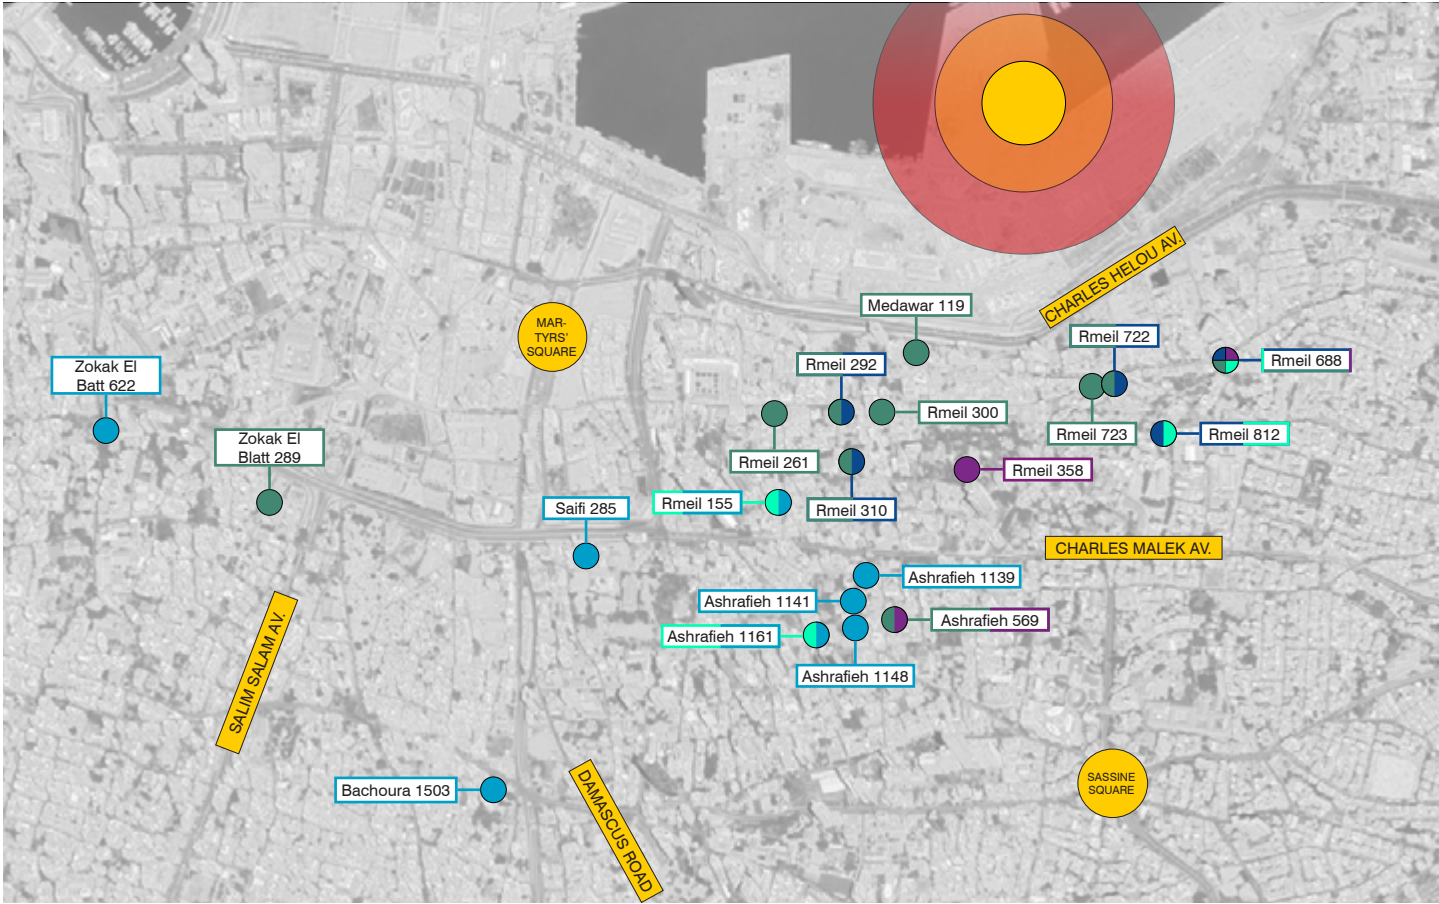 CHARLES HELOU AV.
Medawar 119
MAR-
TYRS'
SQUARE
Rmeil 722
Zokak El
Batt 622
Rmeil 292
Rmeil 688
Rmeil 300
Rmeil 723
Rmeil 812
Zokak El
Blatt 289
Rmeil 261
Rmeil 358
Rmeil 155
Saifi 285
Rmeil 310
CHARLES MALEK AV.
Ashrafieh 1139
Ashrafieh 1141
Ashrafieh 569
Ashrafieh 1161
Ashrafieh 1148
SALIM SALAM AV.
Bachoura 1503
SASSINE
SQUARE
DAMASCUS ROAD